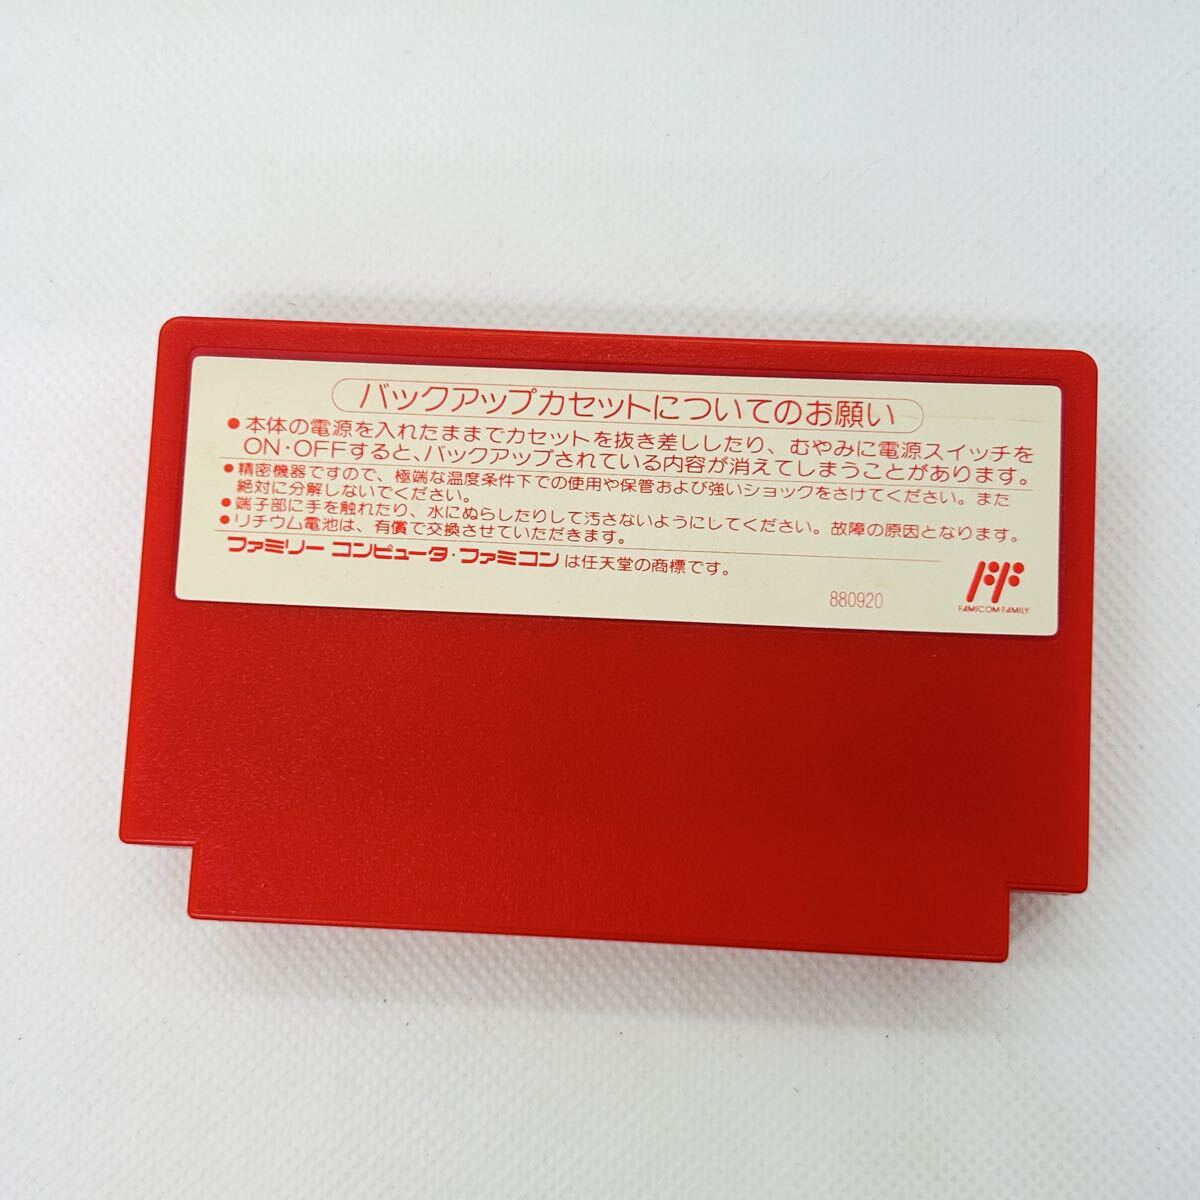 バックアップカセットについてのお願い
●本体の電源を入れたままでカセットを抜き差ししたり、むやみに電源スイッチを
ON・OFFすると、バックアップされている内容が消えてしまうことがあります。
●精密機器ですので、極端な温度条件下での使用や保管および強いショックをさけてください。また
絶対に分解しないでください。
●端子部に手を触れたり、水にぬらしたりして汚さないようにしてください。故障の原因となります。
●リチウム電池は、有償で交換させていただきます。
ファミリー コンピュータ・ファミコンは任天堂の商標です。
880920
FAMICOM FAMILY